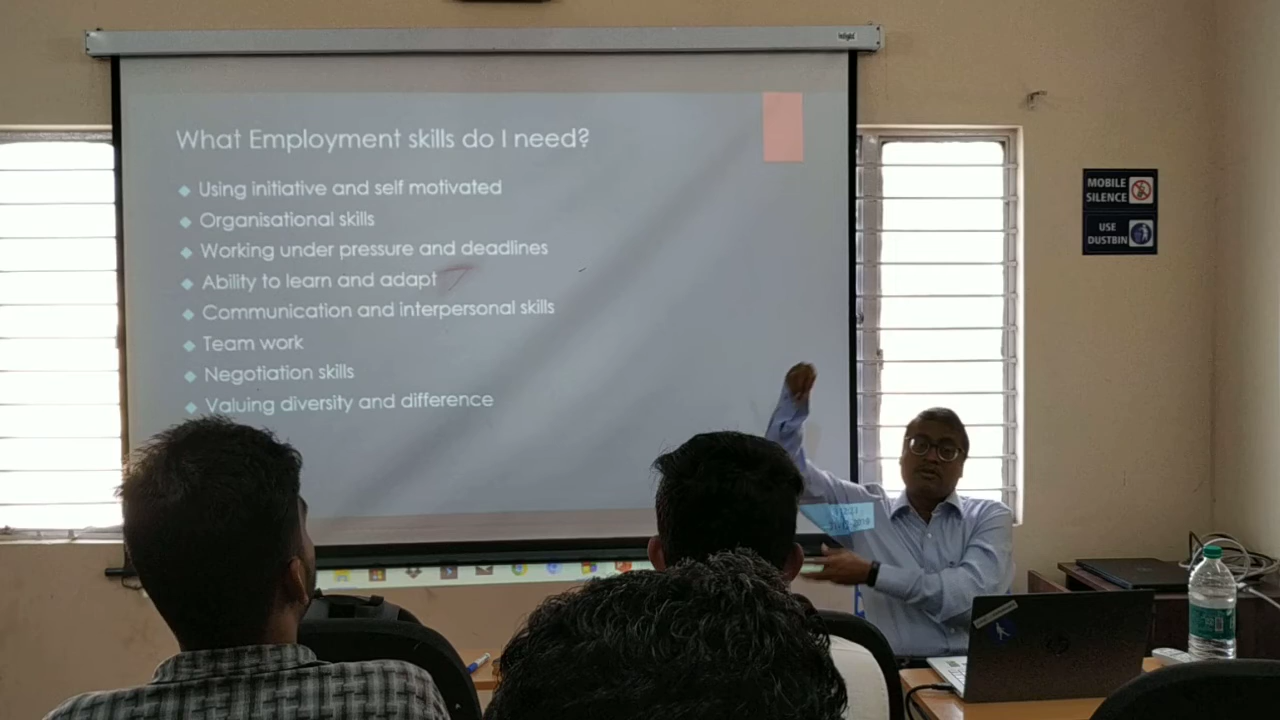 What Employment skills do I need?
Using initiative and self motivated
Organisational skills
Working under pressure and deadlines
Ability to learn and adapt
Communication and interpersonal skills
Team work
Negotiation skills
Valuing diversity and difference
MOBILE
SILENCE
USE
DUSTBIN
hp